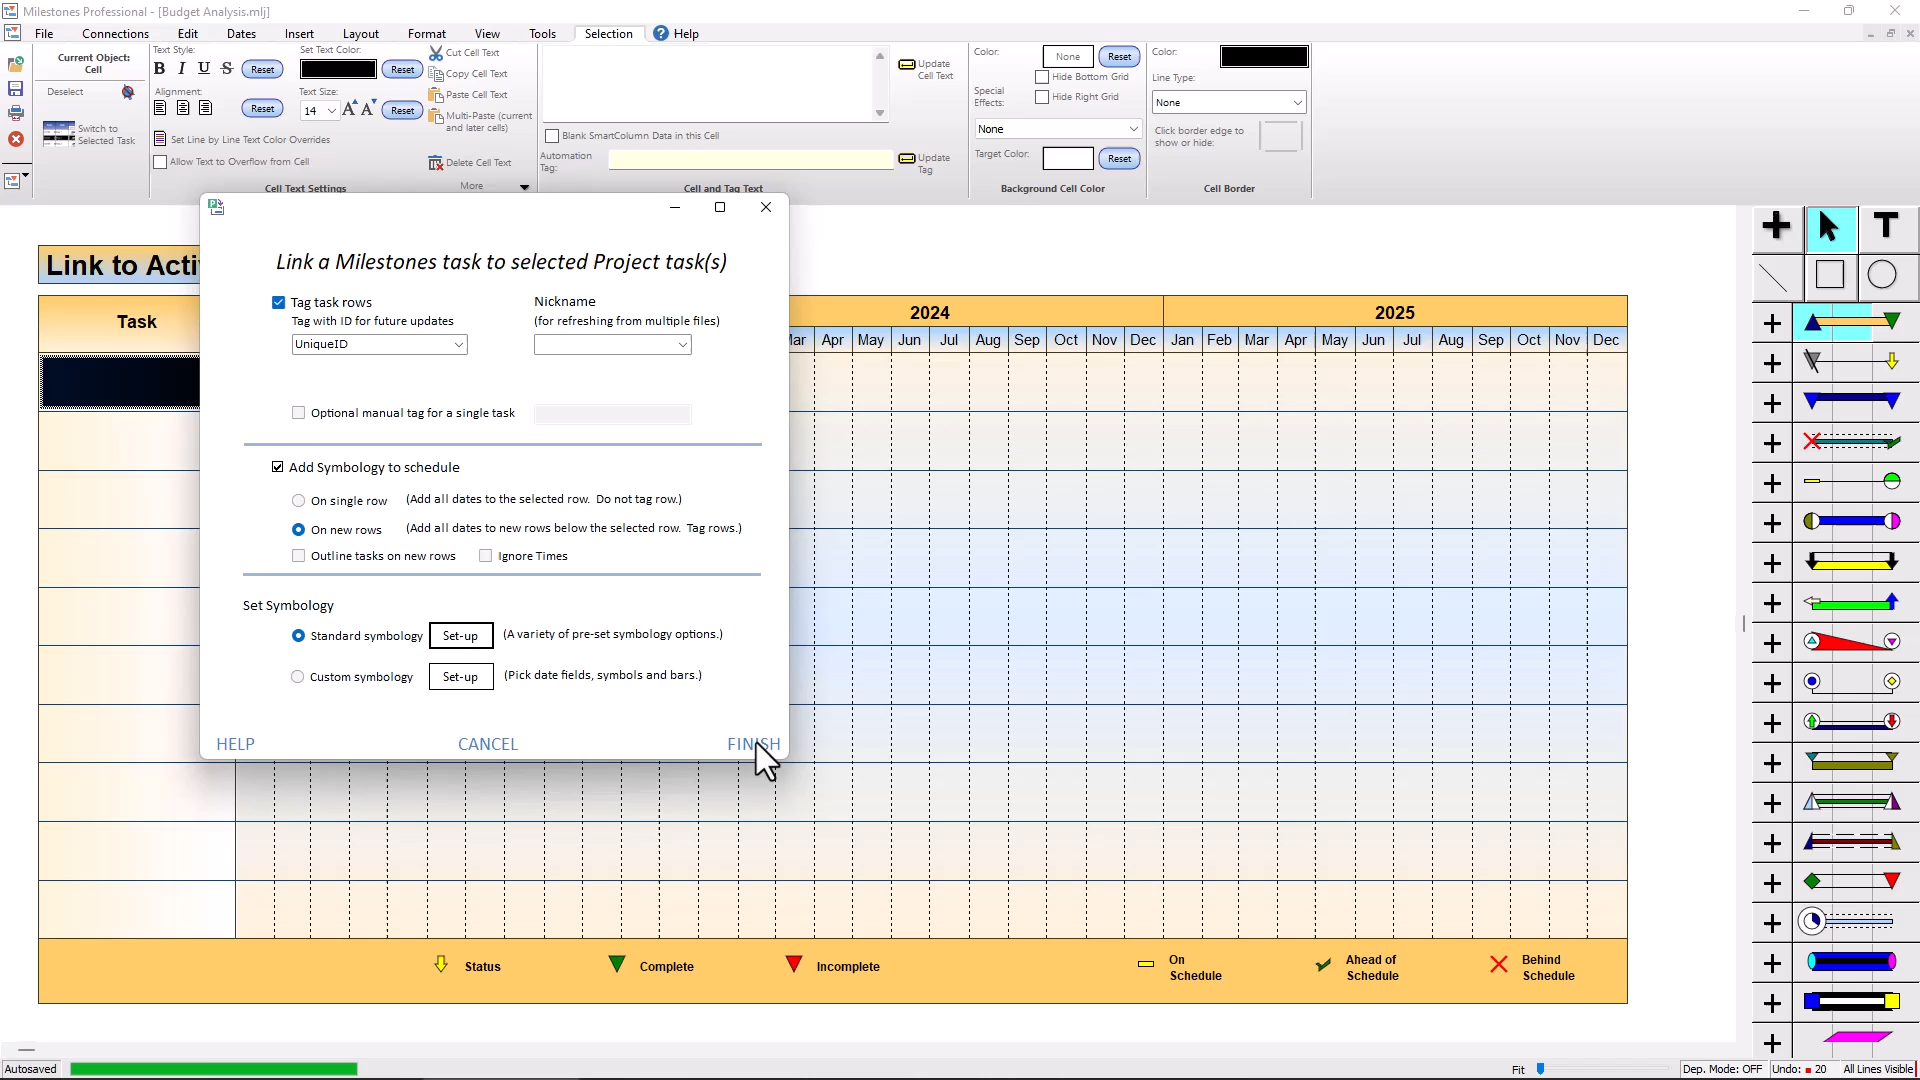 Milestones Professional - [Budget Analysis.mlj]
File Connections Edit Dates Insert Layout Format View Tools Selection Help
Current Object:
Cell
Deselect
Switch to
Selected Task
Text Style:
B I U S Reset
Alignment:
Reset
Set Text Color:
Reset
Text Size:
14 A A Reset
Set Line by Line Text Color Overrides
Allow Text to Overflow from Cell
Cell Text Settings
Cut Cell Text
Copy Cell Text
Paste Cell Text
Multi-Paste (current
and later cells)
Delete Cell Text
More
Update
Cell Text
Blank SmartColumn Data in this Cell
Automation
Tag:
Update
Tag
Cell and Tag Text
Color:
None Reset
Hide Bottom Grid
Special
Effects:
Hide Right Grid
None
Target Color:
Reset
Background Cell Color
Color:
Line Type:
None
Click border edge to
show or hide:
Cell Border
Link to Acti
Task
2024 2025
Mar Apr May Jun Jul Aug Sep Oct Nov Dec Jan Feb Mar Apr May Jun Jul Aug Sep Oct Nov Dec
Link a Milestones task to selected Project task(s)
Tag task rows
Tag with ID for future updates
UniqueID
Nickname
(for refreshing from multiple files)
Optional manual tag for a single task
Add Symbology to schedule
On single row (Add all dates to the selected row. Do not tag row.)
On new rows (Add all dates to new rows below the selected row. Tag rows.)
Outline tasks on new rows Ignore Times
Set Symbology
Standard symbology Set-up (A variety of pre-set symbology options.)
Custom symbology Set-up (Pick date fields, symbols and bars.)
HELP CANCEL FINISH
Status Complete Incomplete
On
Schedule
Ahead of
Schedule
Behind
Schedule
T
Autosaved
Fit
Dep. Mode: OFF Undo: 20 All Lines Visible